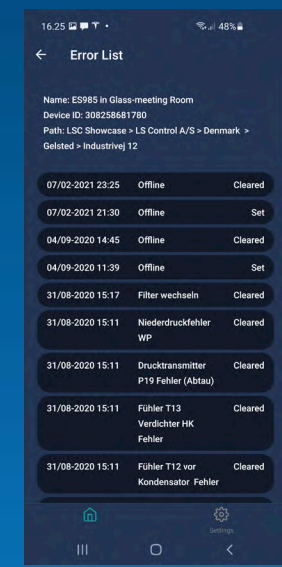 16.25 48%
Error List
Name: ES985 in Glass-meeting Room
Device ID: 308258681
780
Path: LSC Showcase > LS Control A/S > Denmark >
Gelsted > Industrivej 12
07/02-2021 23:25 Offline Cleared
07/02-2021 21:30 Offline Set
04/09-2020 14:45 Offline Cleared
04/09-2020 11:39 Offline Set
31/08-2020 15:17 Filter wechseln Cleared
31/08-2020 15:11 Niederdruckfehler Cleared
WP
31/08-2020 15:11 Drucktransmitter Cleared
P19 Fehler (Abtau)
31/08-2020 15:11 Fühler T13 Cleared
Verdichter HK
Fehler
31/08-2020 15:11 Fühler T12 vor Cleared
Kondensator Fehler
Settings